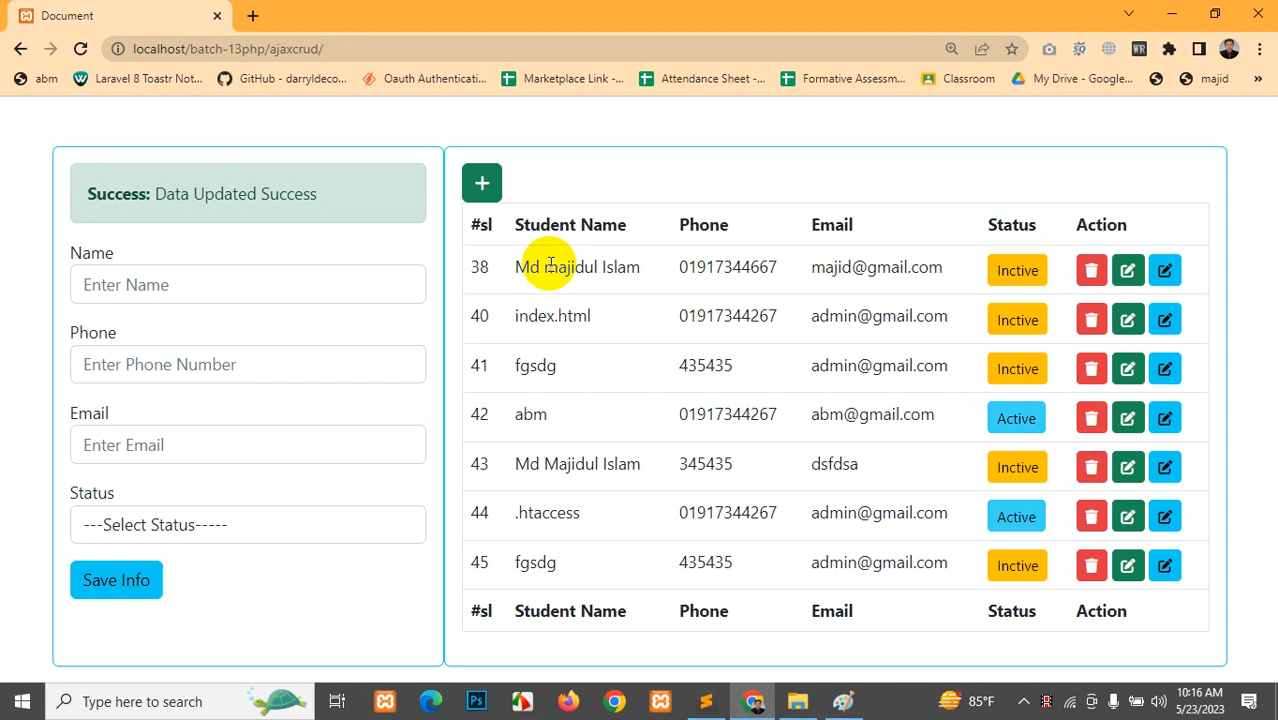 Document
localhost/batch-13php/ajaxcrud/
abm
Laravel 8 Toastr Not...
GitHub - darryldeco...
Oauth Authenticati...
Marketplace Link -...
Attendance Sheet -...
Formative Assessm...
Classroom
My Drive - Google...
majid
»
Success: Data Updated Success
Name
Enter Name
Phone
Enter Phone Number
Email
Enter Email
Status
---Select Status-----
Save Info
+
#sl Student Name Phone Email Status Action
38 Md majidul Islam 01917344667 majid@gmail.com Inctive
40 index.html 01917344267 admin@gmail.com Inctive
41 fgsdg 435435 admin@gmail.com Inctive
42 abm 01917344267 abm@gmail.com Active
43 Md Majidul Islam 345435 dsfdsa Inctive
44 .htaccess 01917344267 admin@gmail.com Active
45 fgsdg 435435 admin@gmail.com Inctive
#sl Student Name Phone Email Status Action
Type here to search
Ps
85°F
10:16 AM
5/23/2023